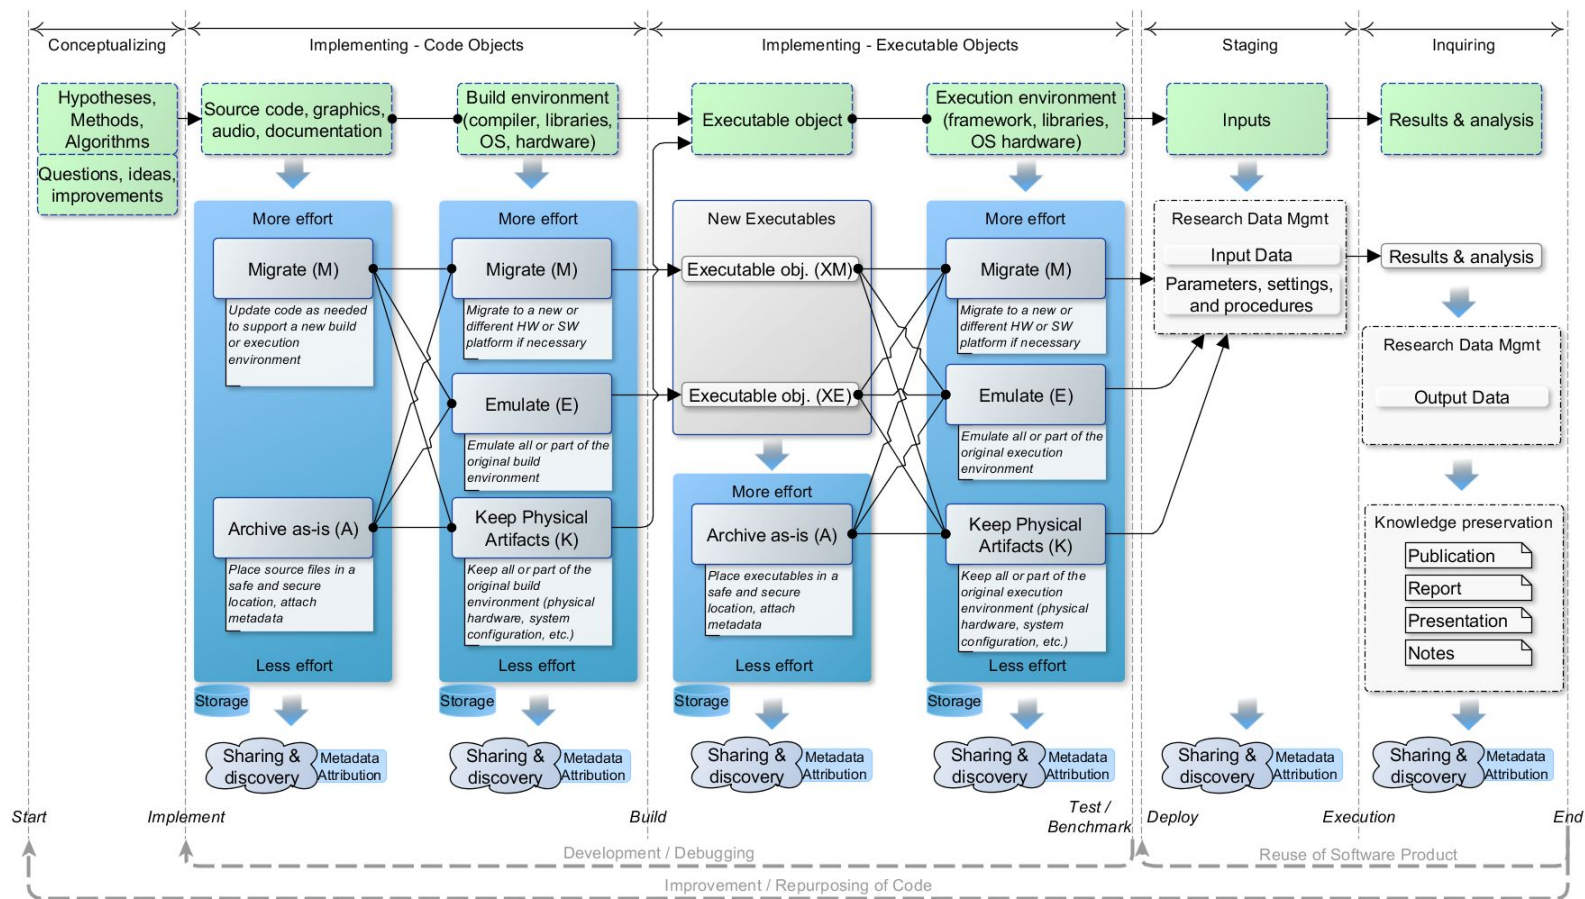 Conceptualizing
Implementing - Code Objects
Implementing - Executable Objects
Staging
Inquiring
Hypotheses,
Methods,
Algorithms
Questions, ideas,
improvements
Source code, graphics,
audio, documentation
Build environment
(compiler, libraries,
OS, hardware)
Executable object
Execution environment
(framework, libraries,
OS hardware)
Inputs
Results & analysis
More effort
Migrate (M)
Update code as needed
to support a new build
or execution
environment
Archive as-is (A)
Place source files in a
safe and secure
location, attach
metadata
Less effort
Storage
Sharing &
discovery
Metadata
Attribution
More effort
Migrate (M)
Migrate to a new or
different HW or SW
platform if necessary
Emulate (E)
Emulate all or part of the
original build
environment
Keep Physical
Artifacts (K)
Keep all or part of the
original build
environment (physical
hardware, system
configuration, etc.)
Less effort
Storage
Sharing &
discovery
Metadata
Attribution
New Executables
Executable obj. (XM)
Executable obj. (XE)
More effort
Archive as-is (A)
Place executables in a
safe and secure
location, attach
metadata
Less effort
Storage
Sharing &
discovery
Metadata
Attribution
More effort
Migrate (M)
Migrate to a new or
different HW or SW
platform if necessary
Emulate (E)
Emulate all or part of the
original execution
environment
Keep Physical
Artifacts (K)
Keep all or part of the
original execution
environment (physical
hardware, system
configuration, etc.)
Less effort
Storage
Sharing &
discovery
Metadata
Attribution
Research Data Mgmt
Input Data
Parameters, settings,
and procedures
Sharing &
discovery
Metadata
Attribution
Results & analysis
Research Data Mgmt
Output Data
Knowledge preservation
Publication
Report
Presentation
Notes
Sharing &
discovery
Metadata
Attribution
Start
Implement
Build
Test /
Benchmark
Deploy
Execution
End
Development / Debugging
Reuse of Software Product
Improvement / Repurposing of Code